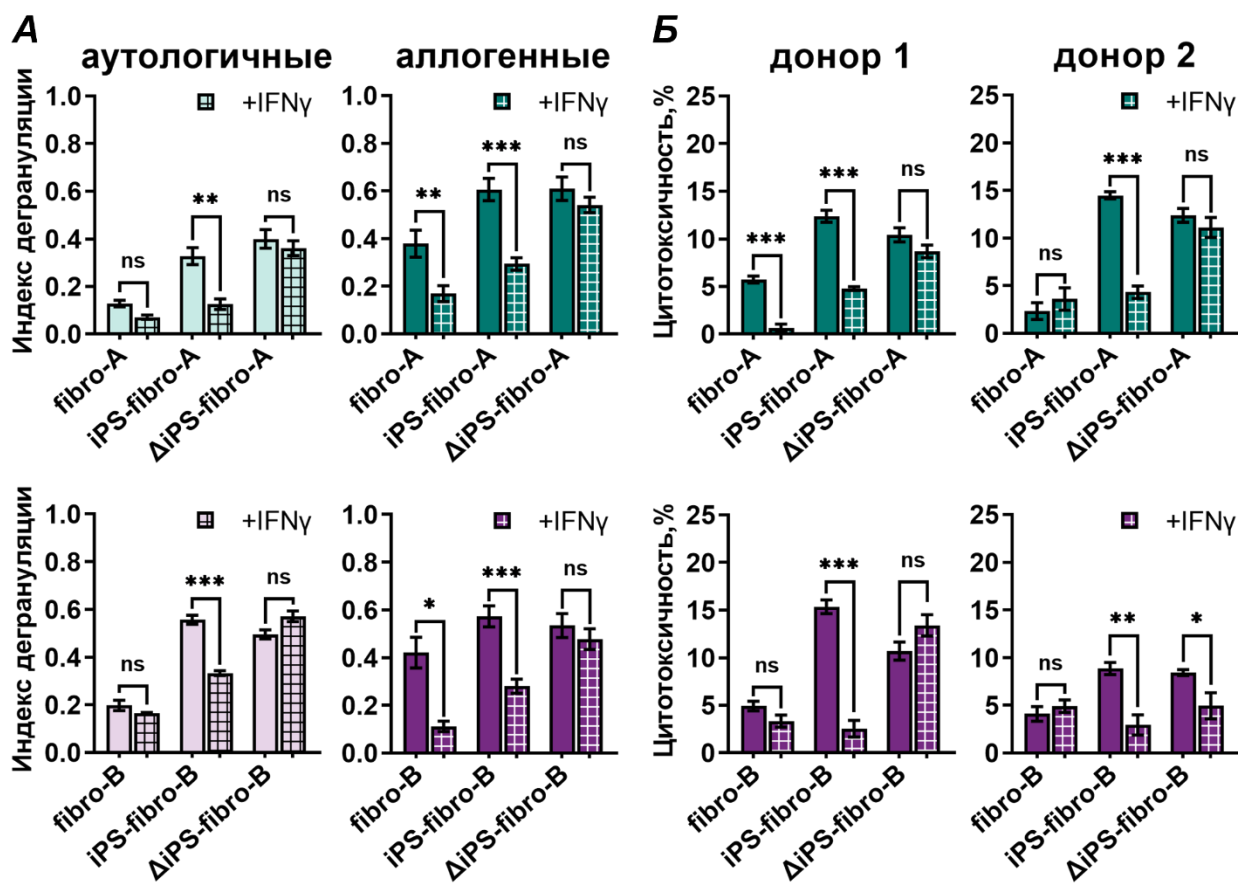 А
аутологичные
аллогенные
Индекс дегрануляции
1.0
0.8
0.6
0.4
0.2
0.0
+IFNγ
ns
**
ns
fibro-A
iPS-fibro-A
ΔiPS-fibro-A
1.0
0.8
0.6
0.4
0.2
0.0
+IFNγ
**
***
ns
fibro-A
iPS-fibro-A
ΔiPS-fibro-A
Б
донор 1
донор 2
Цитотоксичность,%
25
20
15
10
5
0
***
***
ns
fibro-A
iPS-fibro-A
ΔiPS-fibro-A
25
20
15
10
5
0
+IFNγ
ns
***
ns
fibro-A
iPS-fibro-A
ΔiPS-fibro-A
Индекс дегрануляции
1.0
0.8
0.6
0.4
0.2
0.0
+IFNγ
ns
***
ns
fibro-B
iPS-fibro-B
ΔiPS-fibro-B
1.0
0.8
0.6
0.4
0.2
0.0
+IFNγ
*
***
ns
fibro-B
iPS-fibro-B
ΔiPS-fibro-B
Цитотоксичность,%
25
20
15
10
5
0
ns
***
ns
fibro-B
iPS-fibro-B
ΔiPS-fibro-B
25
20
15
10
5
0
+IFNγ
ns
**
*
fibro-B
iPS-fibro-B
ΔiPS-fibro-B